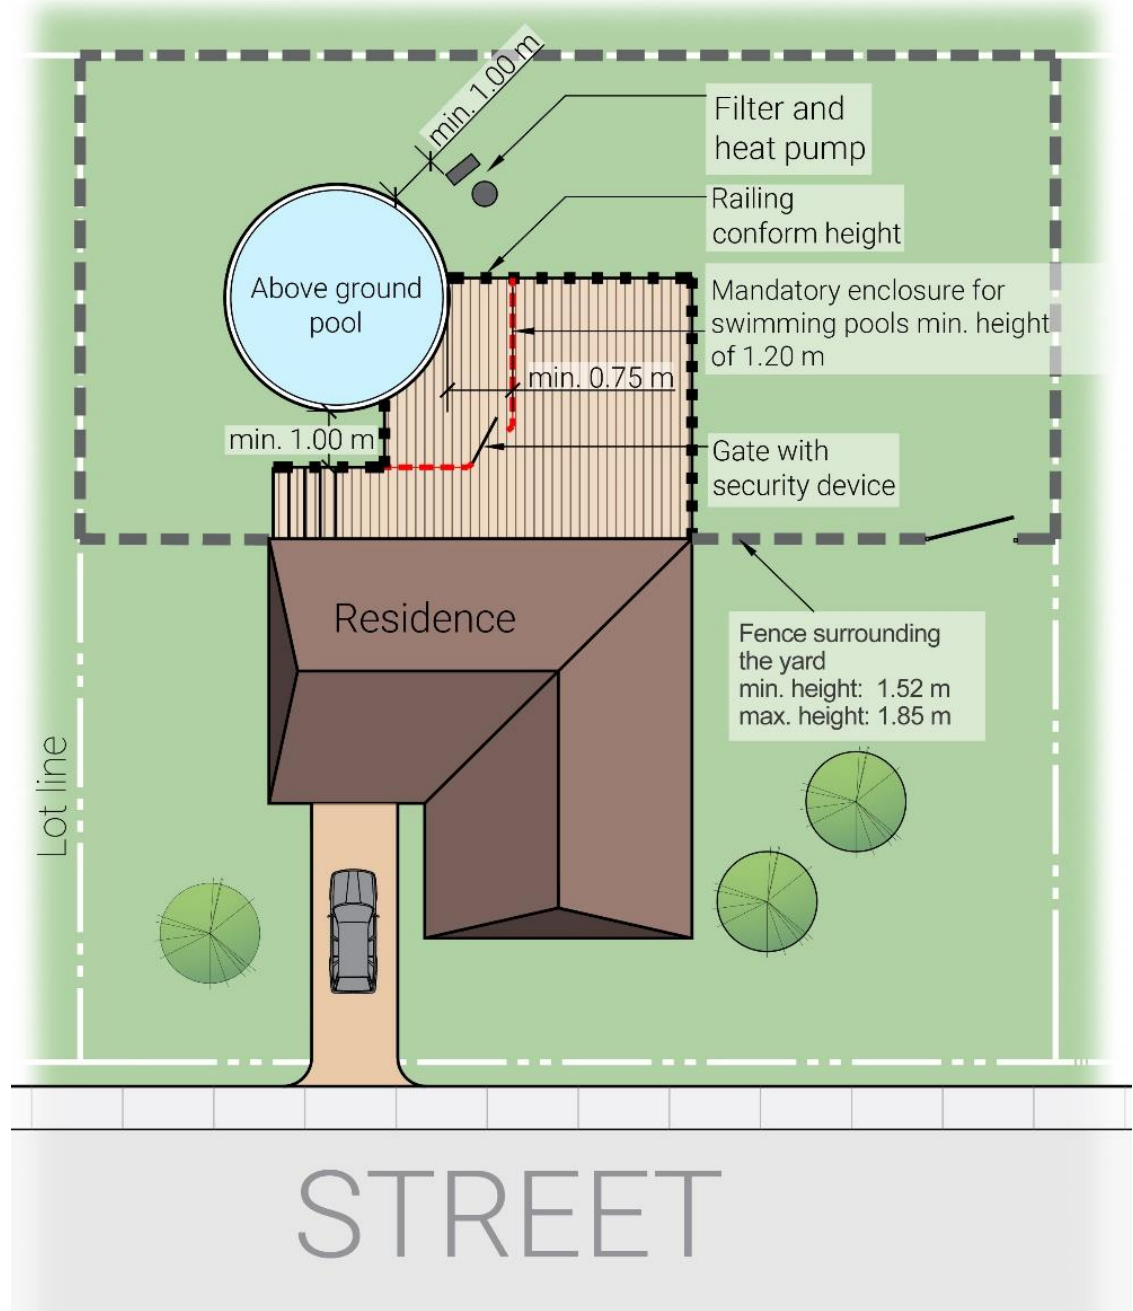 min. 1.00 m
Filter and
heat pump
Railing
conform height
Above ground
pool
Mandatory enclosure for
swimming pools min. height
of 1.20 m
min. 0.75 m
min. 1.00 m
Gate with
security device
Residence
Fence surrounding
the yard
min. height: 1.52 m
max. height: 1.85 m
Lot line
STREET